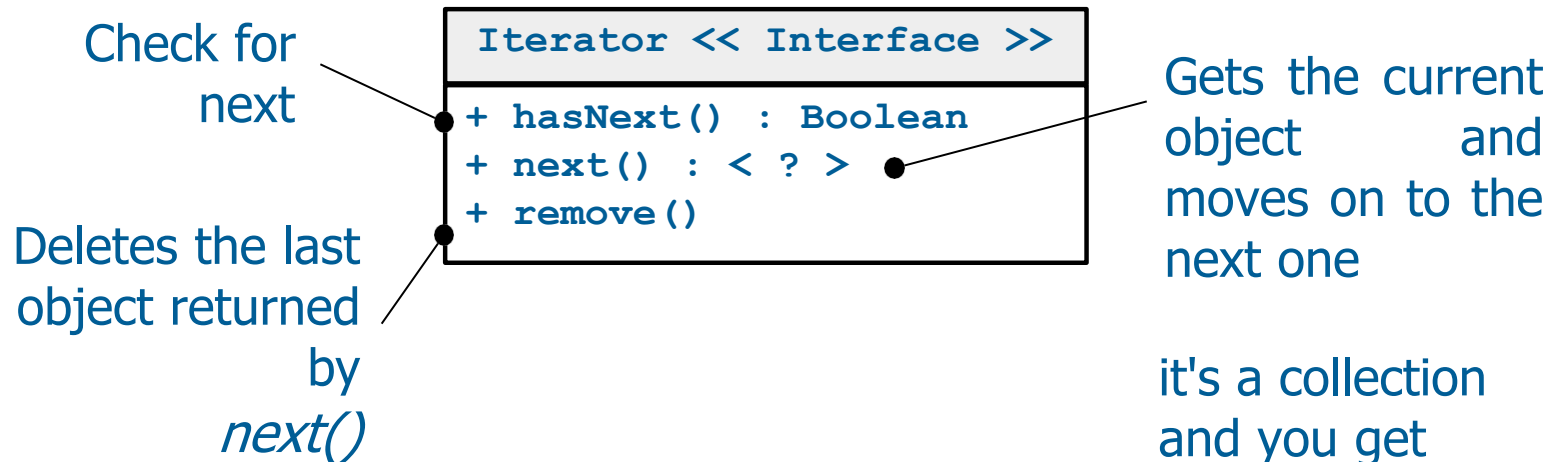 Check for
next
Iterator << Interface >>
+ hasNext() : Boolean
+ next() : < ? >
+ remove()
Gets the current
object and
moves on to the
next one
Deletes the last
object returned
by
next()
it's a collection
and you get